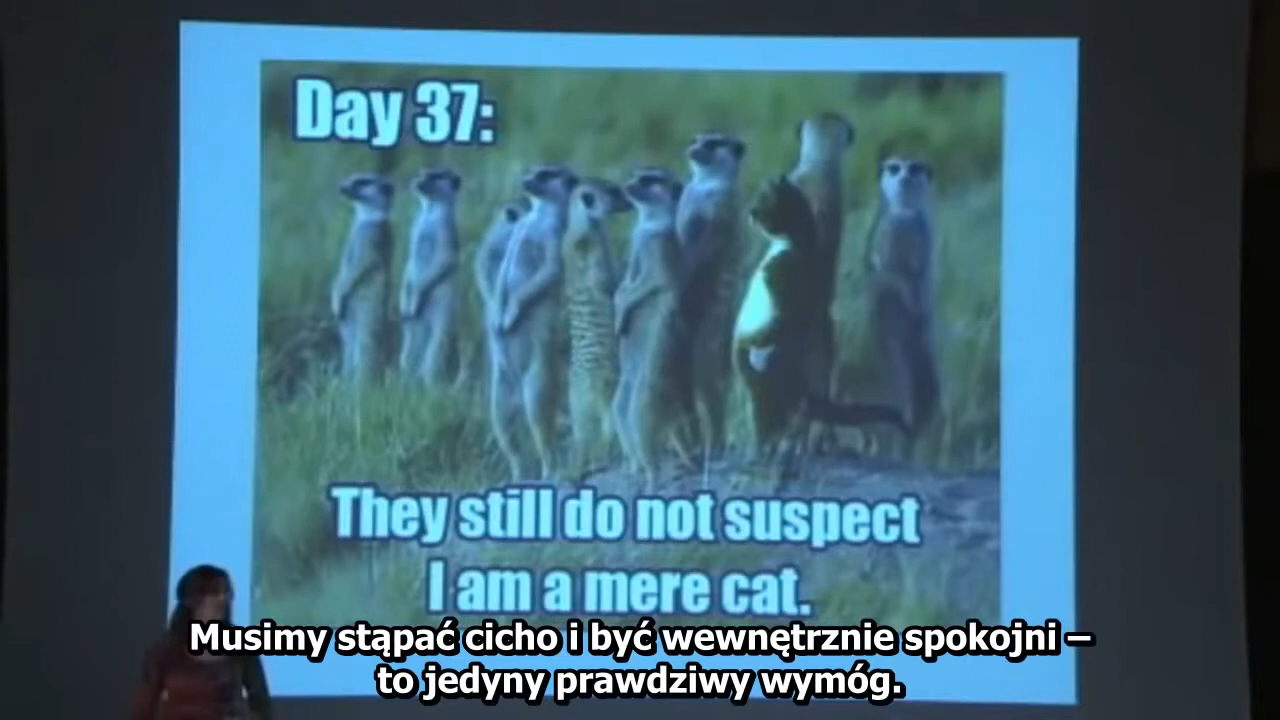 Day 37:
They still do not suspect
I am a mere cat.
Musimy stąpać cicho i być wewnętrznie spokojni –
to jedyny prawdziwy wymóg.